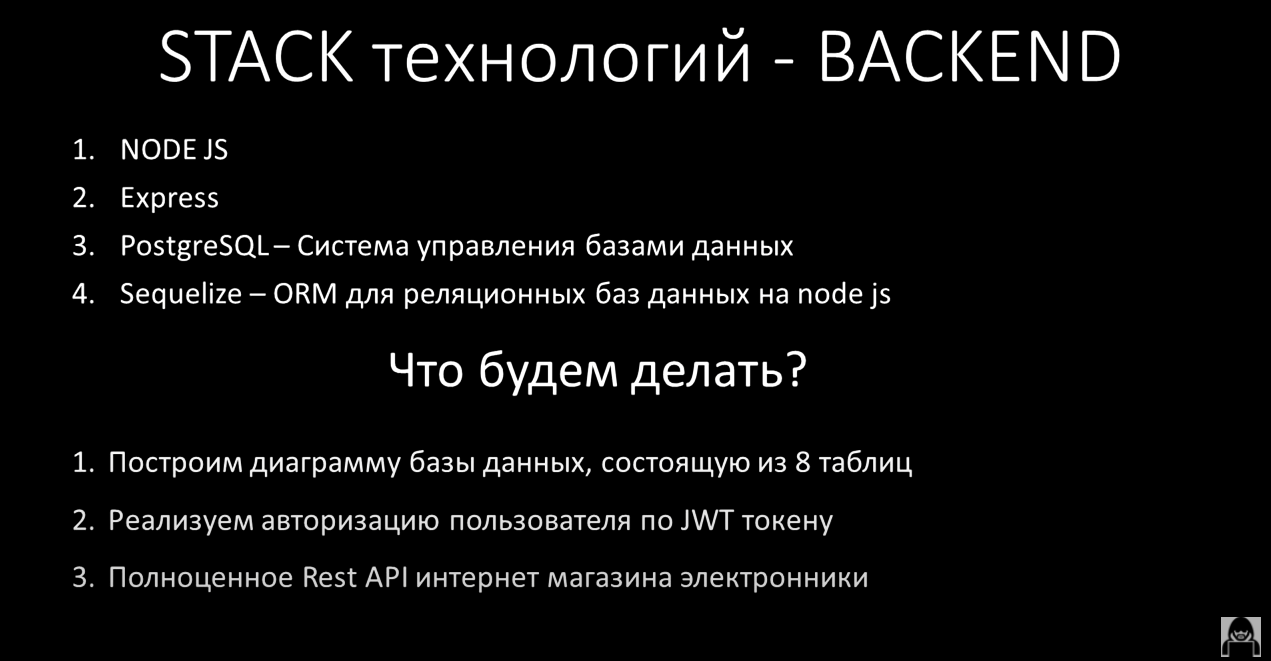 STACK технологий - BACKEND
1. NODE JS
2. Express
3. PostgreSQL – Система управления базами данных
4. Sequelize – ORM для реляционных баз данных на node js
Что будем делать?
1. Построим диаграмму базы данных, состоящую из 8 таблиц
2. Реализуем авторизацию пользователя по JWT токену
3. Полноценное Rest API интернет магазина электронники